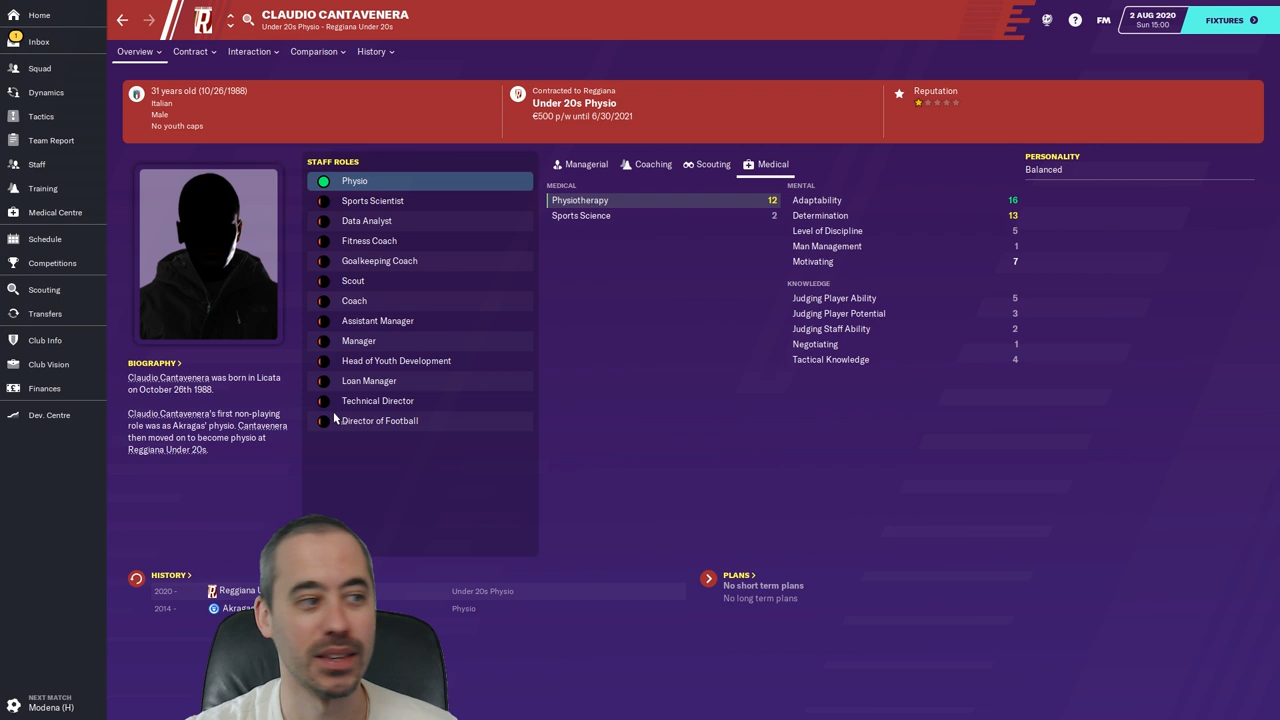 Home
1
Inbox
Squad
Dynamics
Tactics
Team Report
Staff
Training
Medical Centre
Schedule
Competitions
Scouting
Transfers
Club Info
Club Vision
Finances
Dev. Centre
NEXT MATCH
Modena (H)
CLAUDIO CANTAVENERA
Under 20s Physio - Reggiana Under 20s
?
FM
2 AUG 2020
Sun 15:00
FIXTURES
Overview
Contract
Interaction
Comparison
History
31 years old (10/26/1988)
Italian
Male
No youth caps
Contracted to Reggiana
Under 20s Physio
€500 p/w until 6/30/2021
Reputation
STAFF ROLES
Physio
Sports Scientist
Data Analyst
Fitness Coach
Goalkeeping Coach
Scout
Coach
Assistant Manager
Manager
Head of Youth Development
Loan Manager
Technical Director
Director of Football
Managerial
Coaching
Scouting
Medical
MEDICAL
Physiotherapy 12
Sports Science 2
MENTAL
Adaptability 16
Determination 13
Level of Discipline 5
Man Management 1
Motivating 7
KNOWLEDGE
Judging Player Ability 5
Judging Player Potential 3
Judging Staff Ability 2
Negotiating 1
Tactical Knowledge 4
PERSONALITY
Balanced
BIOGRAPHY >
Claudio Cantavenera was born in Licata
on October 26th 1988.
Claudio Cantavenera's first non-playing
role was as Akragas' physio. Cantavenera
then moved on to become physio at
Reggiana Under 20s.
HISTORY >
2020 - Reggiana Under 20s Physio
2014 - Physio
PLANS >
No short term plans
No long term plans